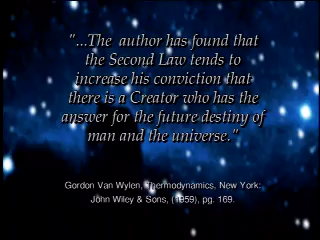 "...The author has found that
the Second Law tends to
increase his conviction that
there is a Creator who has the
answer for the future destiny of
man and the universe."
Gordon Van Wylen, Thermodynamics, New York:
John Wiley & Sons, (1959), pg. 169.